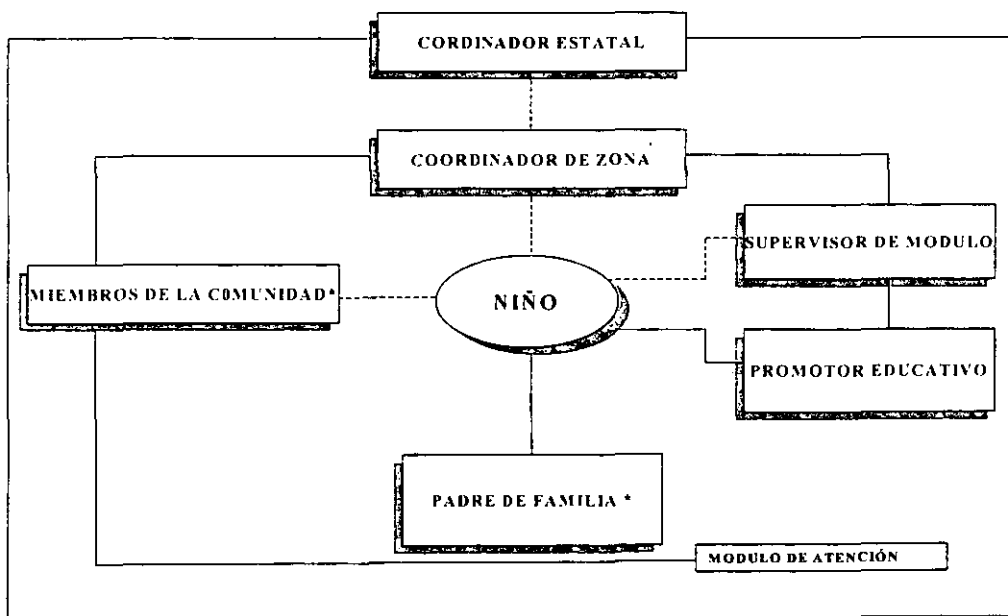 CORDINADOR ESTATAL
COORDINADOR DE ZONA
SUPERVISOR DE MODULO
MIEMBROS DE LA COMUNIDAD*
NIÑO
PROMOTOR EDUCATIVO
PADRE DE FAMILIA *
MODULO DE ATENCIÓN